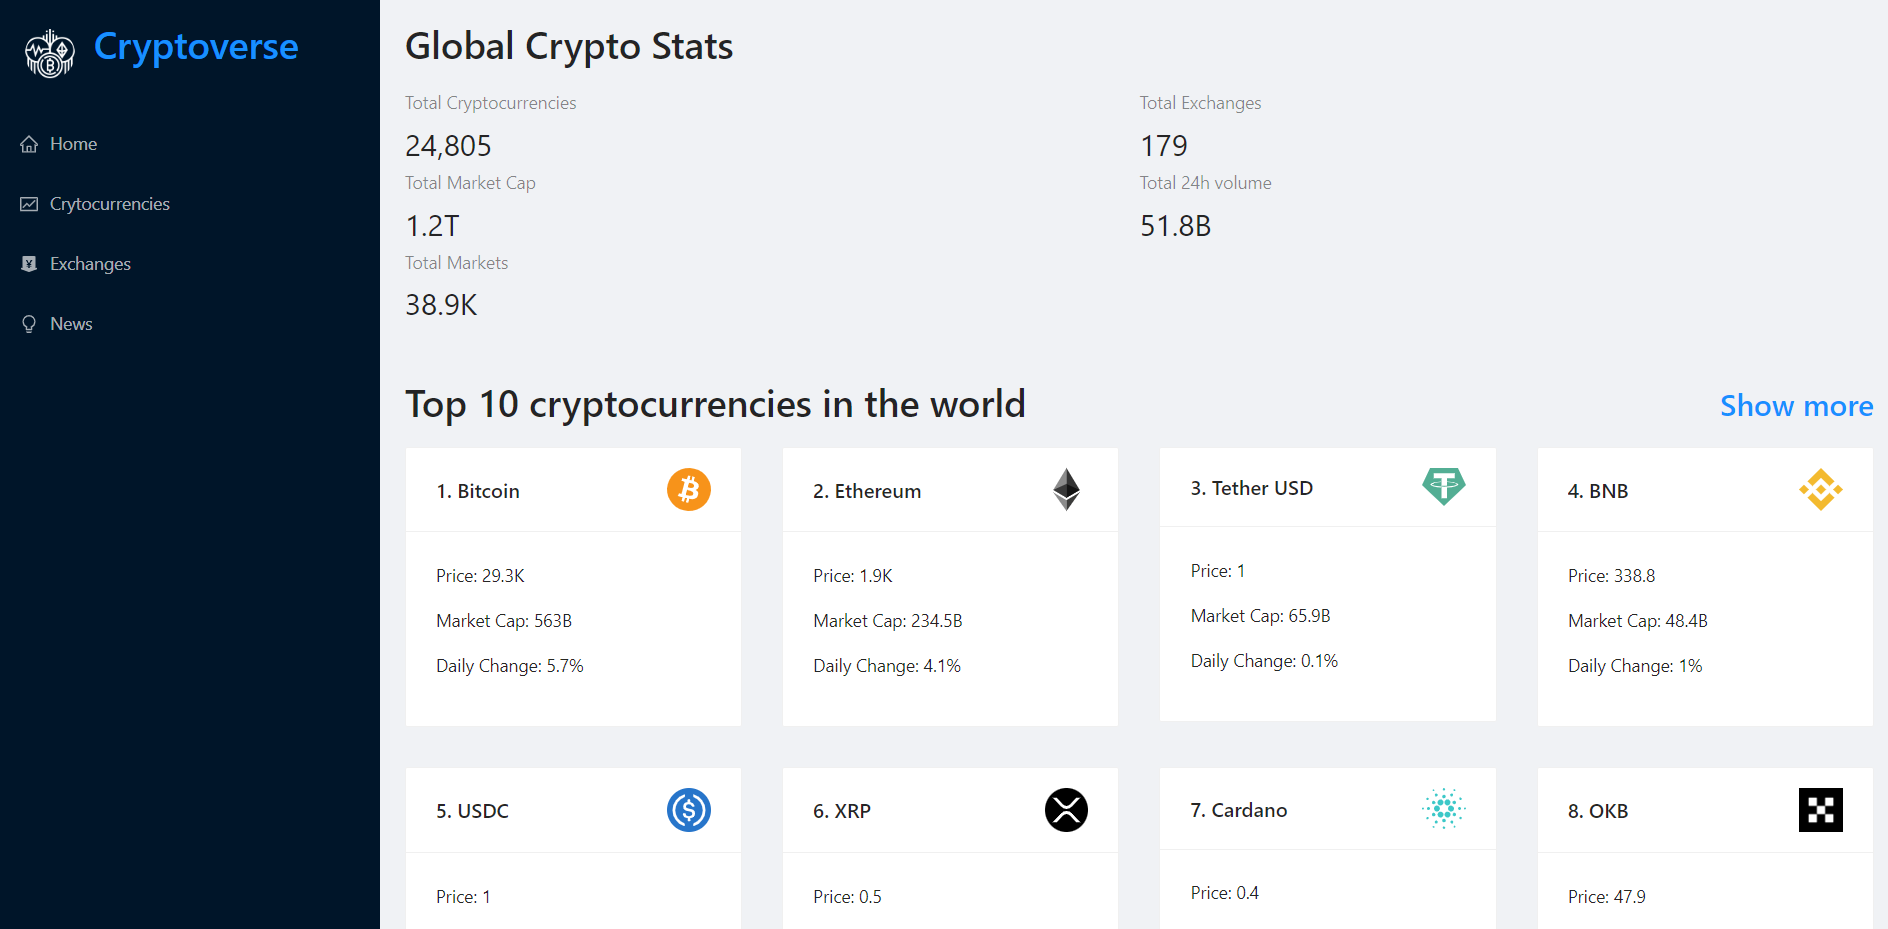 Cryptoverse
Home
Crytocurrencies
Exchanges
News
Global Crypto Stats
Total Cryptocurrencies
24,805
Total Exchanges
179
Total Market Cap
1.2T
Total 24h volume
51.8B
Total Markets
38.9K
Top 10 cryptocurrencies in the world
Show more
1. Bitcoin
Price: 29.3K
Market Cap: 563B
Daily Change: 5.7%
2. Ethereum
Price: 1.9K
Market Cap: 234.5B
Daily Change: 4.1%
3. Tether USD
Price: 1
Market Cap: 65.9B
Daily Change: 0.1%
4. BNB
Price: 338.8
Market Cap: 48.4B
Daily Change: 1%
5. USDC
Price: 1
6. XRP
Price: 0.5
7. Cardano
Price: 0.4
8. OKB
Price: 47.9